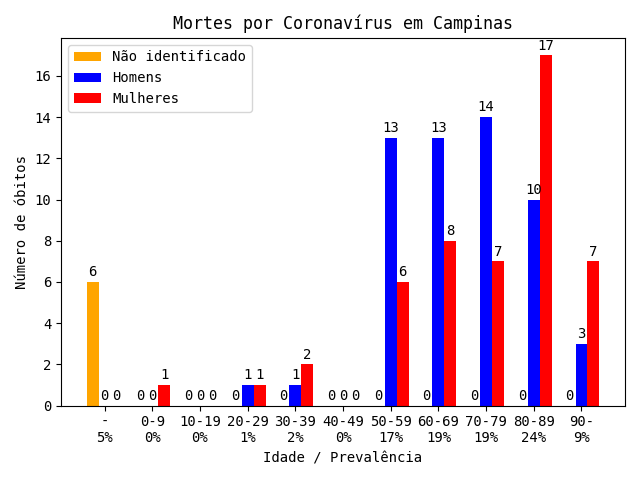 Mortes por Coronavírus em Campinas
Não identificado
Homens
Mulheres
Número de óbitos
16
14
12
10
8
6
4
2
0
6 0 0
0 0 1
0 0 0
0 1 1
0 1 2
0 0 0
0 13 6
0 13 8
0 14 7
0 10 17
0 3 7
- 0-9 10-19 20-29 30-39 40-49 50-59 60-69 70-79 80-89 90-
5% 0% 0% 1% 2% 0% 17% 19% 19% 24% 9%
Idade / Prevalência